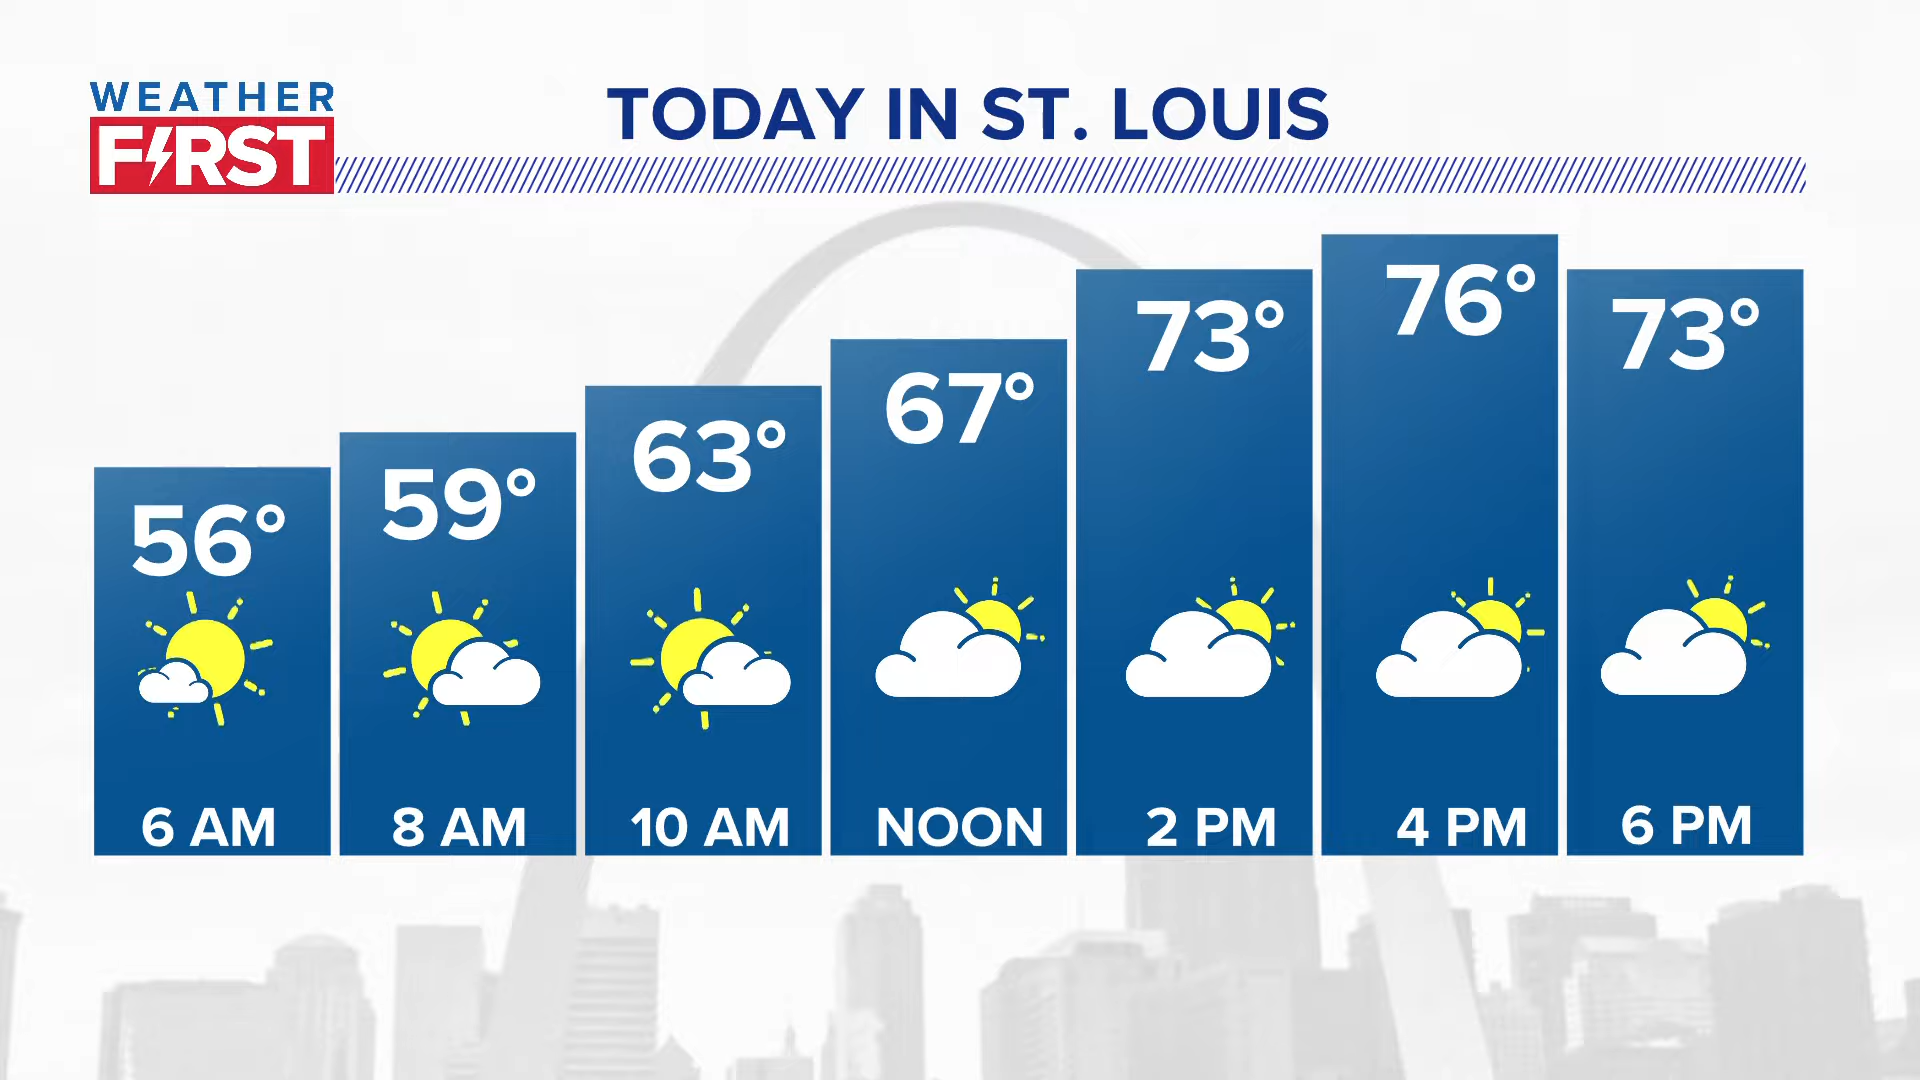 WEATHER
FIRST
TODAY IN ST. LOUIS
56°
59°
63°
67°
73°
76°
73°
6 AM
8 AM
10 AM
NOON
2 PM
4 PM
6 PM